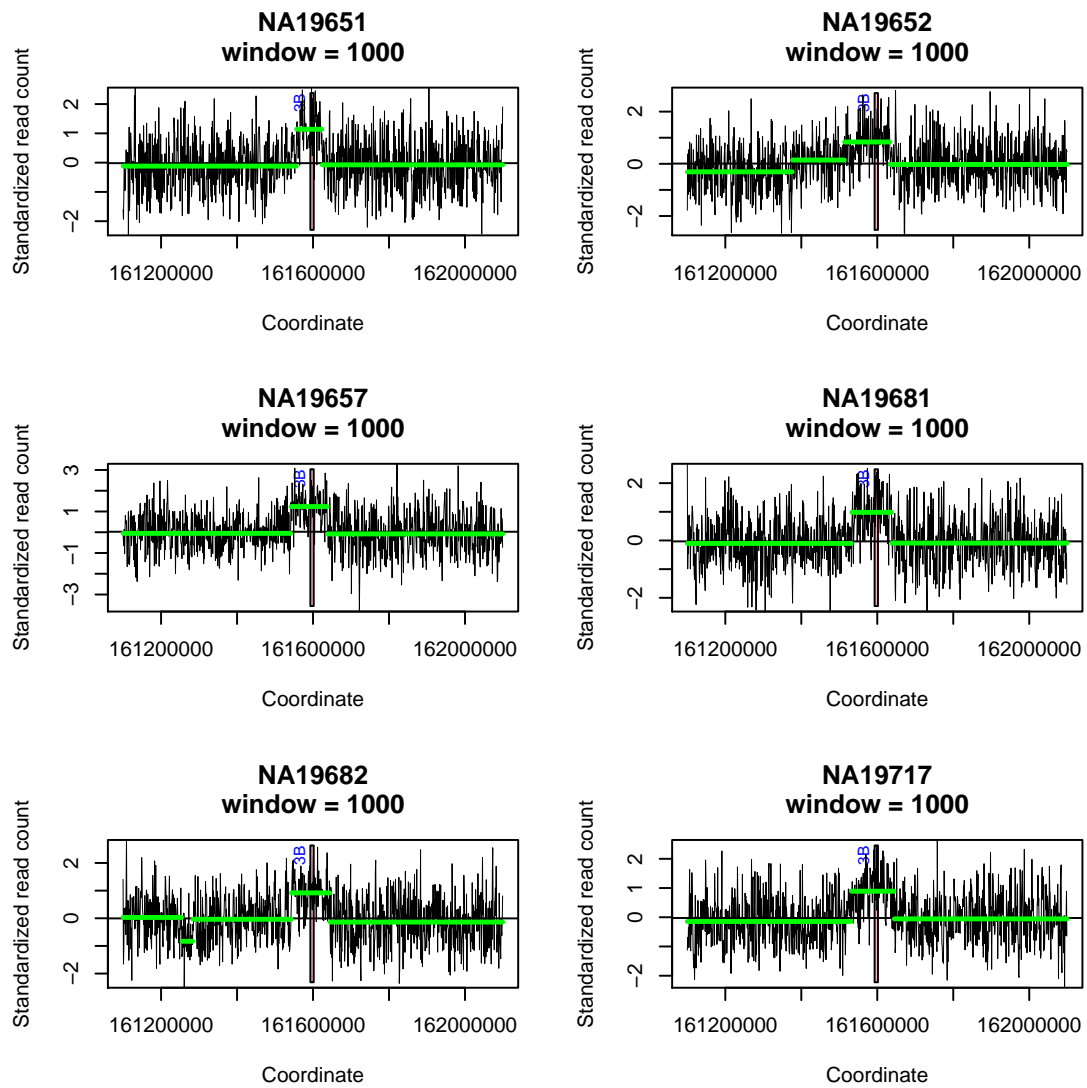 NA19651
window = 1000
Standardized read count
2
1
0
−2
3B
161200000 161600000 162000000
Coordinate
NA19652
window = 1000
Standardized read count
2
0
−2
3B
161200000 161600000 162000000
Coordinate
NA19657
window = 1000
Standardized read count
3
1
−1
−3
3B
161200000 161600000 162000000
Coordinate
NA19681
window = 1000
Standardized read count
2
1
0
−2
3B
161200000 161600000 162000000
Coordinate
NA19682
window = 1000
Standardized read count
2
0
−2
3B
161200000 161600000 162000000
Coordinate
NA19717
window = 1000
Standardized read count
2
1
0
−2
3B
161200000 161600000 162000000
Coordinate